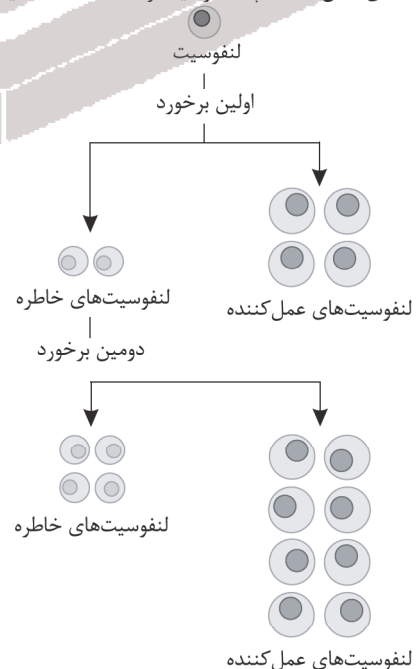 لنفوسیت
اولین برخورد
لنفوسیت‌های عمل‌کننده
لنفوسیت‌های خاطره
دومین برخورد
لنفوسیت‌های خاطره
لنفوسیت‌های عمل‌کننده